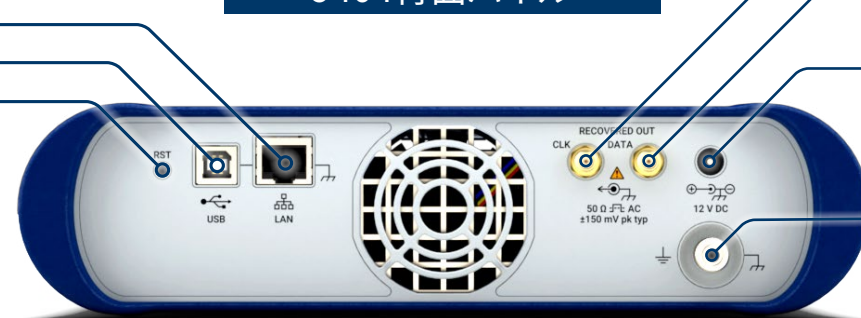 RECOVERED OUT
CLK
DATA
RST
USB
LAN
50 Ω AC
±150 mV pk typ
12 V DC